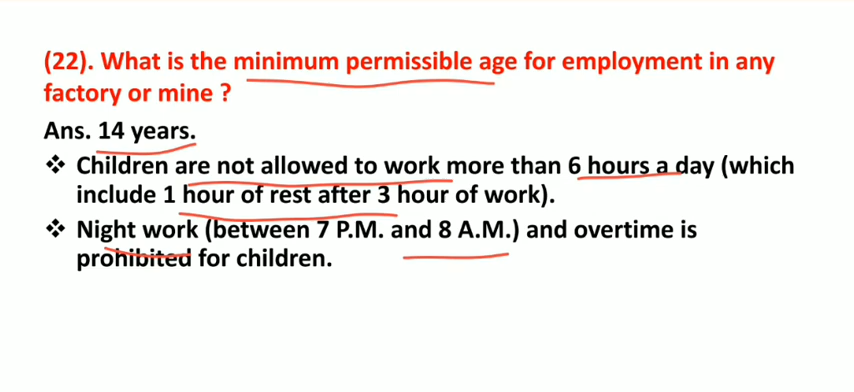 (22). What is the minimum permissible age for employment in any
factory or mine ?
Ans. 14 years.
❖ Children are not allowed to work more than 6 hours a day (which
include 1 hour of rest after 3 hour of work).
❖ Night work (between 7 P.M. and 8 A.M.) and overtime is
prohibited for children.